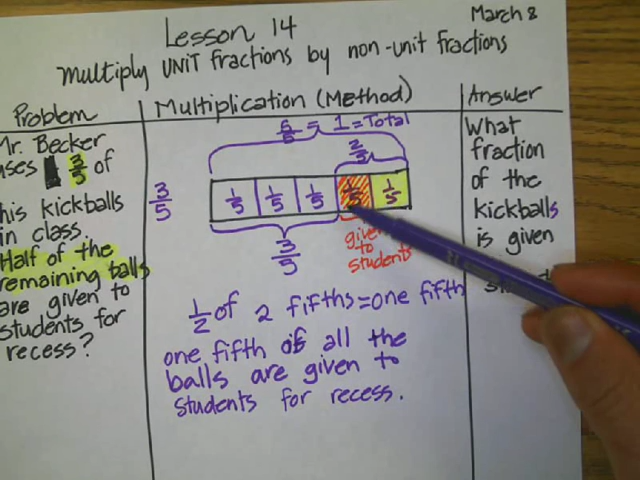 March 8
Lesson 14
Multiply UNIT fractions by non-unit fractions
Problem
Mr. Becker
uses 3/5 of
his kickballs
in class.
Half of the
remaining balls
are given to
students for
recess?
Multiplication (Method)
5/5 = 1 = Total
2/5
3/5
1/5 1/5 1/5 1/5 1/5
3/5
given
to
students
1/2 of 2 fifths = one fifth
one fifth of all the
balls are given to
students for recess.
Answer
What
fraction
of the
kickballs
is given